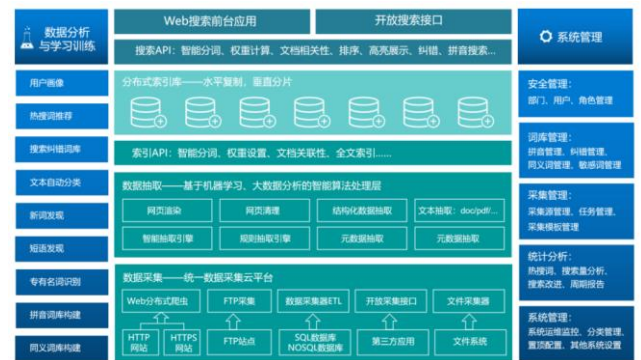 数据分析
与学习训练
用户画像
热搜词推荐
搜索纠错词库
文本自动分类
新词发现
短语发现
专有名词识别
拼音词库构建
同义词库构建
Web搜索前台应用
开放搜索接口
搜索API：智能分词、权重计算、文档相关性、排序、高亮展示、纠错、拼音搜索...
分布式索引库——水平复制、垂直分片
索引API：智能分词、权重设置、文档关联性、全文索引......
数据抽取——基于机器学习、大数据分析的智能算法处理层
网页渲染
网页清理
结构化数据抽取
文本抽取：doc/pdf/...
智能抽取引擎
规则抽取引擎
元数据抽取
元数据抽取
数据采集——统一数据采集云平台
Web分布式爬虫
FTP采集
数据采集器ETL
开放采集接口
文件采集器
HTTP
网站
HTTPS
网站
FTP站点
SQL数据库
NOSQL数据库
第三方应用
文件系统
系统管理
安全管理：
部门、用户、角色管理
词库管理：
拼音管理、纠错管理、
同义词管理、敏感词管理
采集管理：
采集源管理、任务管理、
采集模板管理
统计分析：
热搜词、搜索量分析、
搜索改进、周期报告
系统管理：
系统运维监控、分类管理、
置顶配置、其他系统设置